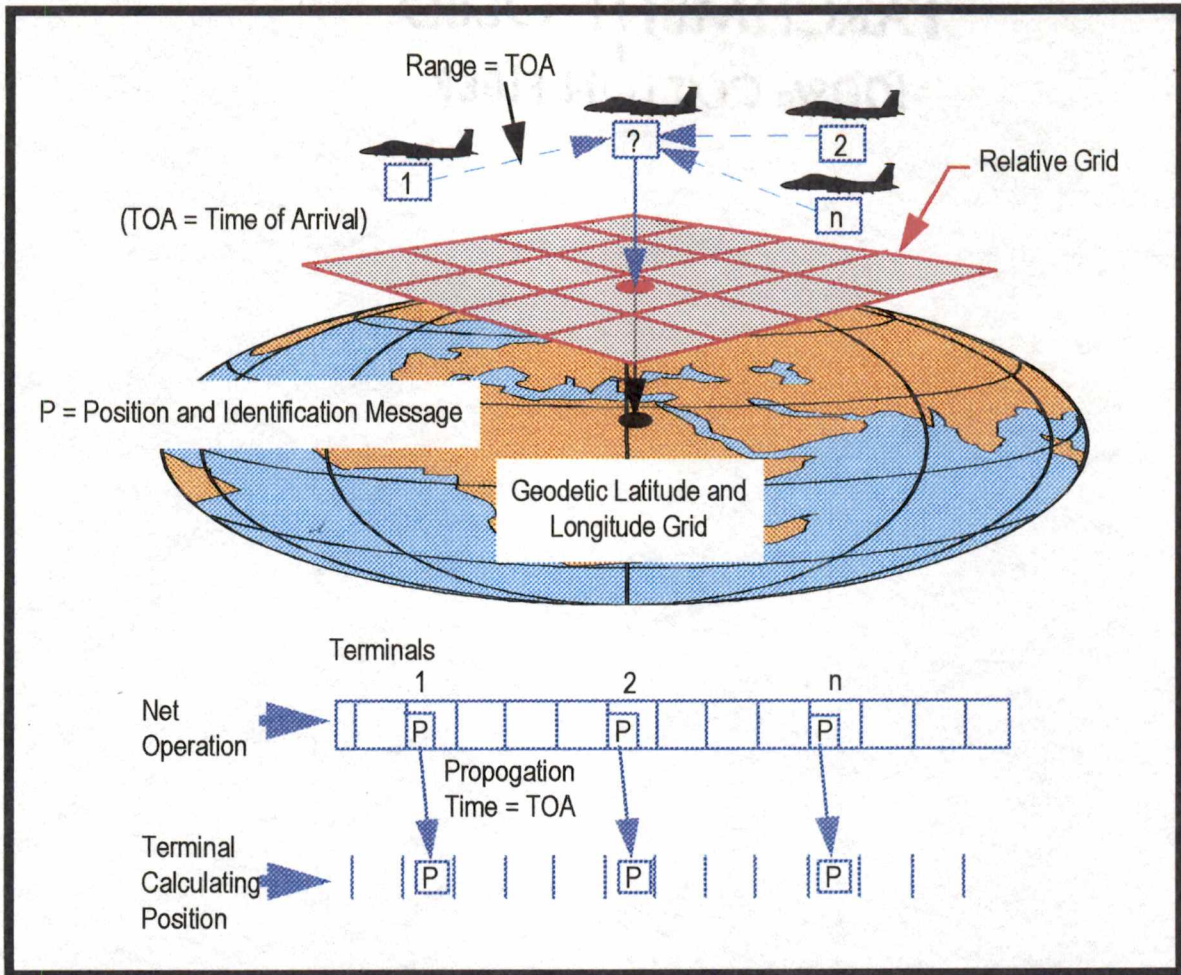 Range = TOA
?
1
2
n
Relative Grid
(TOA = Time of Arrival)
P = Position and Identification Message
Geodetic Latitude and
Longitude Grid
Terminals
1
2
n
Net
Operation
P
P
P
Propogation
Time = TOA
Terminal
Calculating
Position
P
P
P